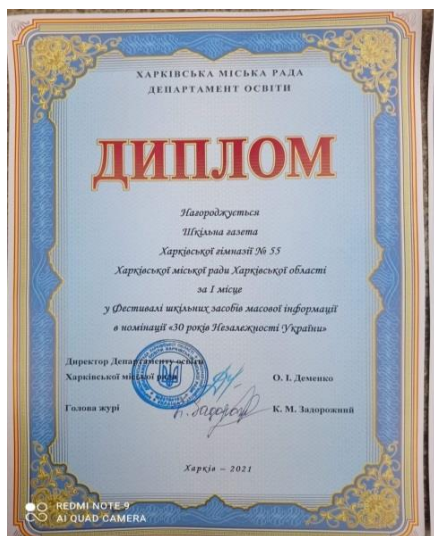 ХАРКІВСЬКА МІСЬКА РАДА
ДЕПАРТАМЕНТ ОСВІТИ
ДИПЛОМ
Нагороджується
Шкільна газета
Харківської гімназії № 55
Харківської міської ради Харківської області
за І місце
у Фестивалі шкільних засобів масової інформації
в номінації «30 років Незалежності України»
Директор Департаменту освіти
Харківської міської ради О. І. Деменко
Голова журі К. М. Задорожний
Харків – 2021
REDMI NOTE 9
AI QUAD CAMERA